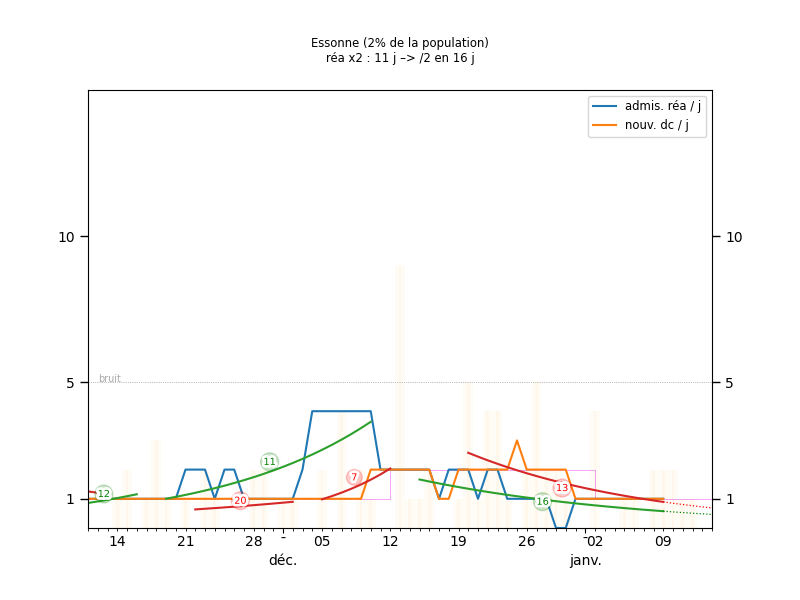 Essonne (2% de la population)
réa x2 : 11 j –> /2 en 16 j
admis. réa / j
nouv. dc / j
10 10
bruit
5 5
11
7
13
12
20
16
1 1
14 21 28 - 05 12 19 26 - 02 09
déc. janv.